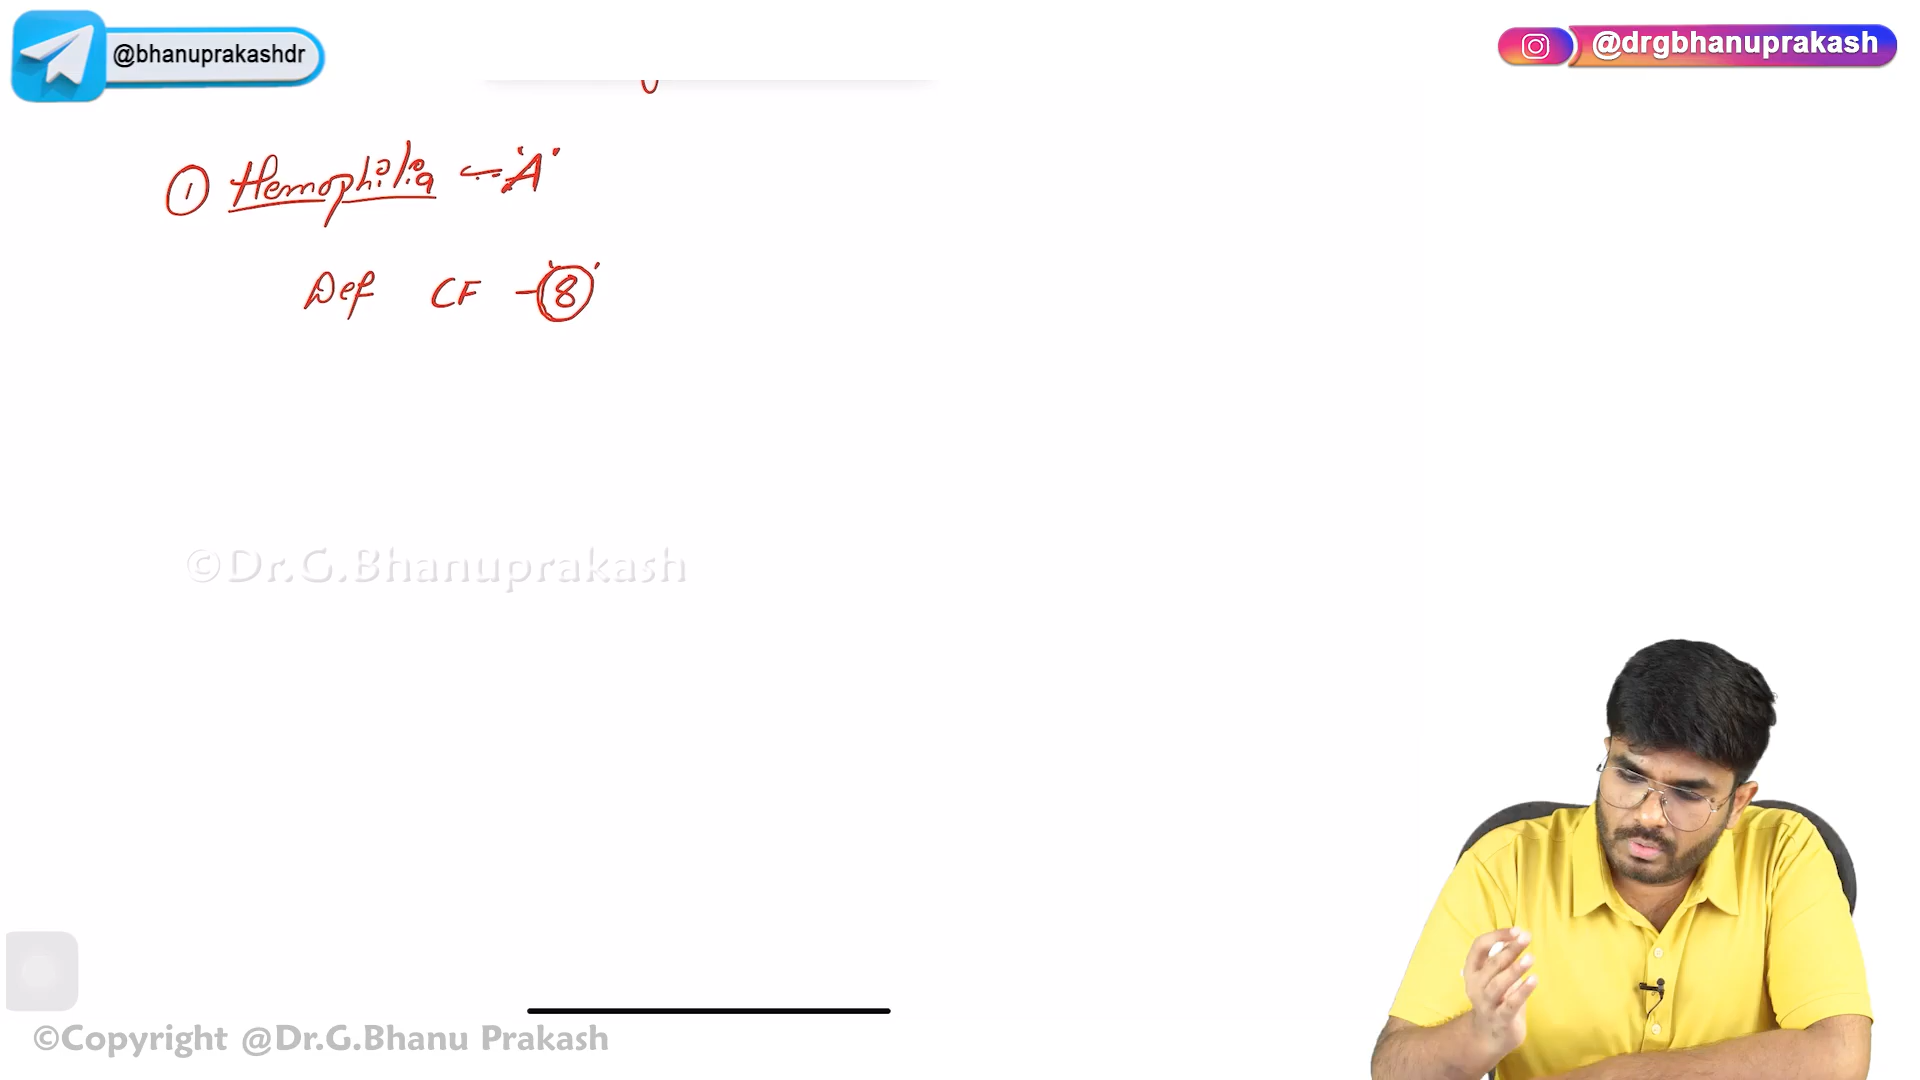 @bhanuprakashdr
@drgbhanuprakash
① Hemophilia - 'A'
Def CF - 8
©Dr.G.Bhanuprakash
©Copyright @Dr.G.Bhanu Prakash